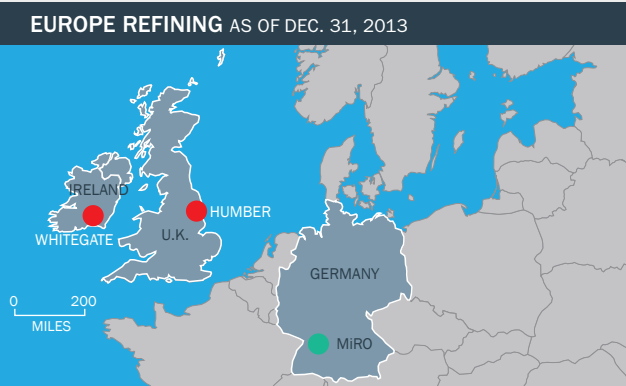 EUROPE REFINING AS OF DEC. 31, 2013
IRELAND
HUMBER
WHITEGATE
U.K.
GERMANY
0 200
MILES
MiRO